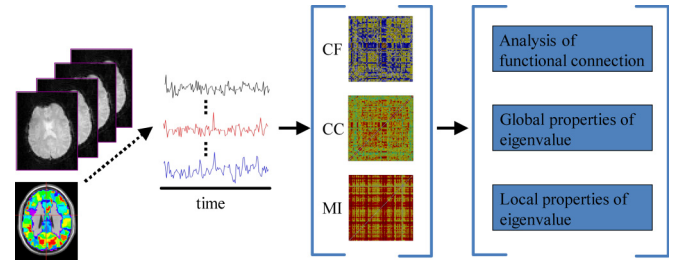 CF
CC
MI
time
Analysis of
functional connection
Global properties of
eigenvalue
Local properties of
eigenvalue